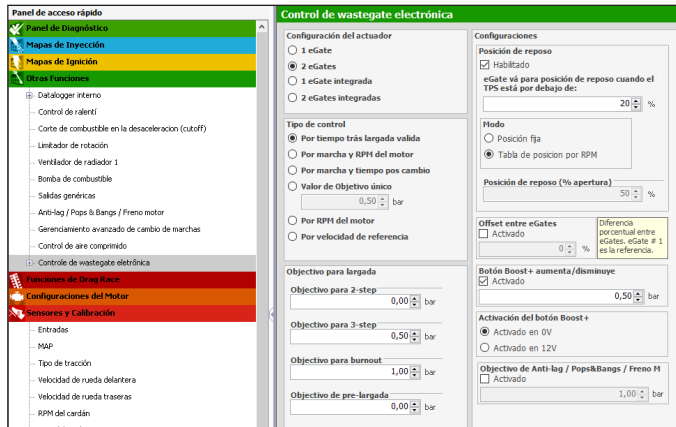 Panel de acceso rápido
Panel de Diagnóstico
Mapas de Inyección
Mapas de Ignición
Otras Funciones
Datalogger interno
Control de ralentí
Corte de combustible en la desaceleracion (cutoff)
Limitador de rotación
Ventilador de radiador 1
Bomba de combustible
Salidas genéricas
Anti-lag / Pops & Bangs / Freno motor
Gerenciamiento avanzado de cambio de marchas
Control de aire comprimido
Controle de wastegate eletrônica
Funciones de Drag Race
Configuraciones del Motor
Sensores y Calibración
Entradas
MAP
Tipo de tracción
Velocidad de rueda delantera
Velocidad de rueda traseras
RPM del cardán
Control de wastegate electrónica
Configuración del actuador
1 eGate
2 eGates
1 eGate integrada
2 eGates integradas
Tipo de control
Por tiempo trás largada valida
Por marcha y RPM del motor
Por marcha y tiempo pos cambio
Valor de Objetivo único
0,50 bar
Por RPM del motor
Por velocidad de referencia
Objectivo para largada
Objectivo para 2-step
0,00 bar
Objectivo para 3-step
0,50 bar
Objectivo para burnout
1,00 bar
Objectivo de pre-largada
0,00 bar
Configuraciones
Posición de reposo
Habilitado
eGate vá para posición de reposo cuando el
TPS está por debajo de:
20 %
Modo
Posición fija
Tabla de posicion por RPM
Posición de reposo (% apertura)
50 %
Offset entre eGates
Activado
0 %
Diferencia
porcentual entre
eGates. eGate # 1
es la referencia.
Botón Boost+ aumenta/disminuye
Activado
0,50 bar
Activación del botón Boost+
Activado en 0V
Activado en 12V
Objectivo de Anti-lag / Pops&Bangs / Freno M
Activado
1,00 bar